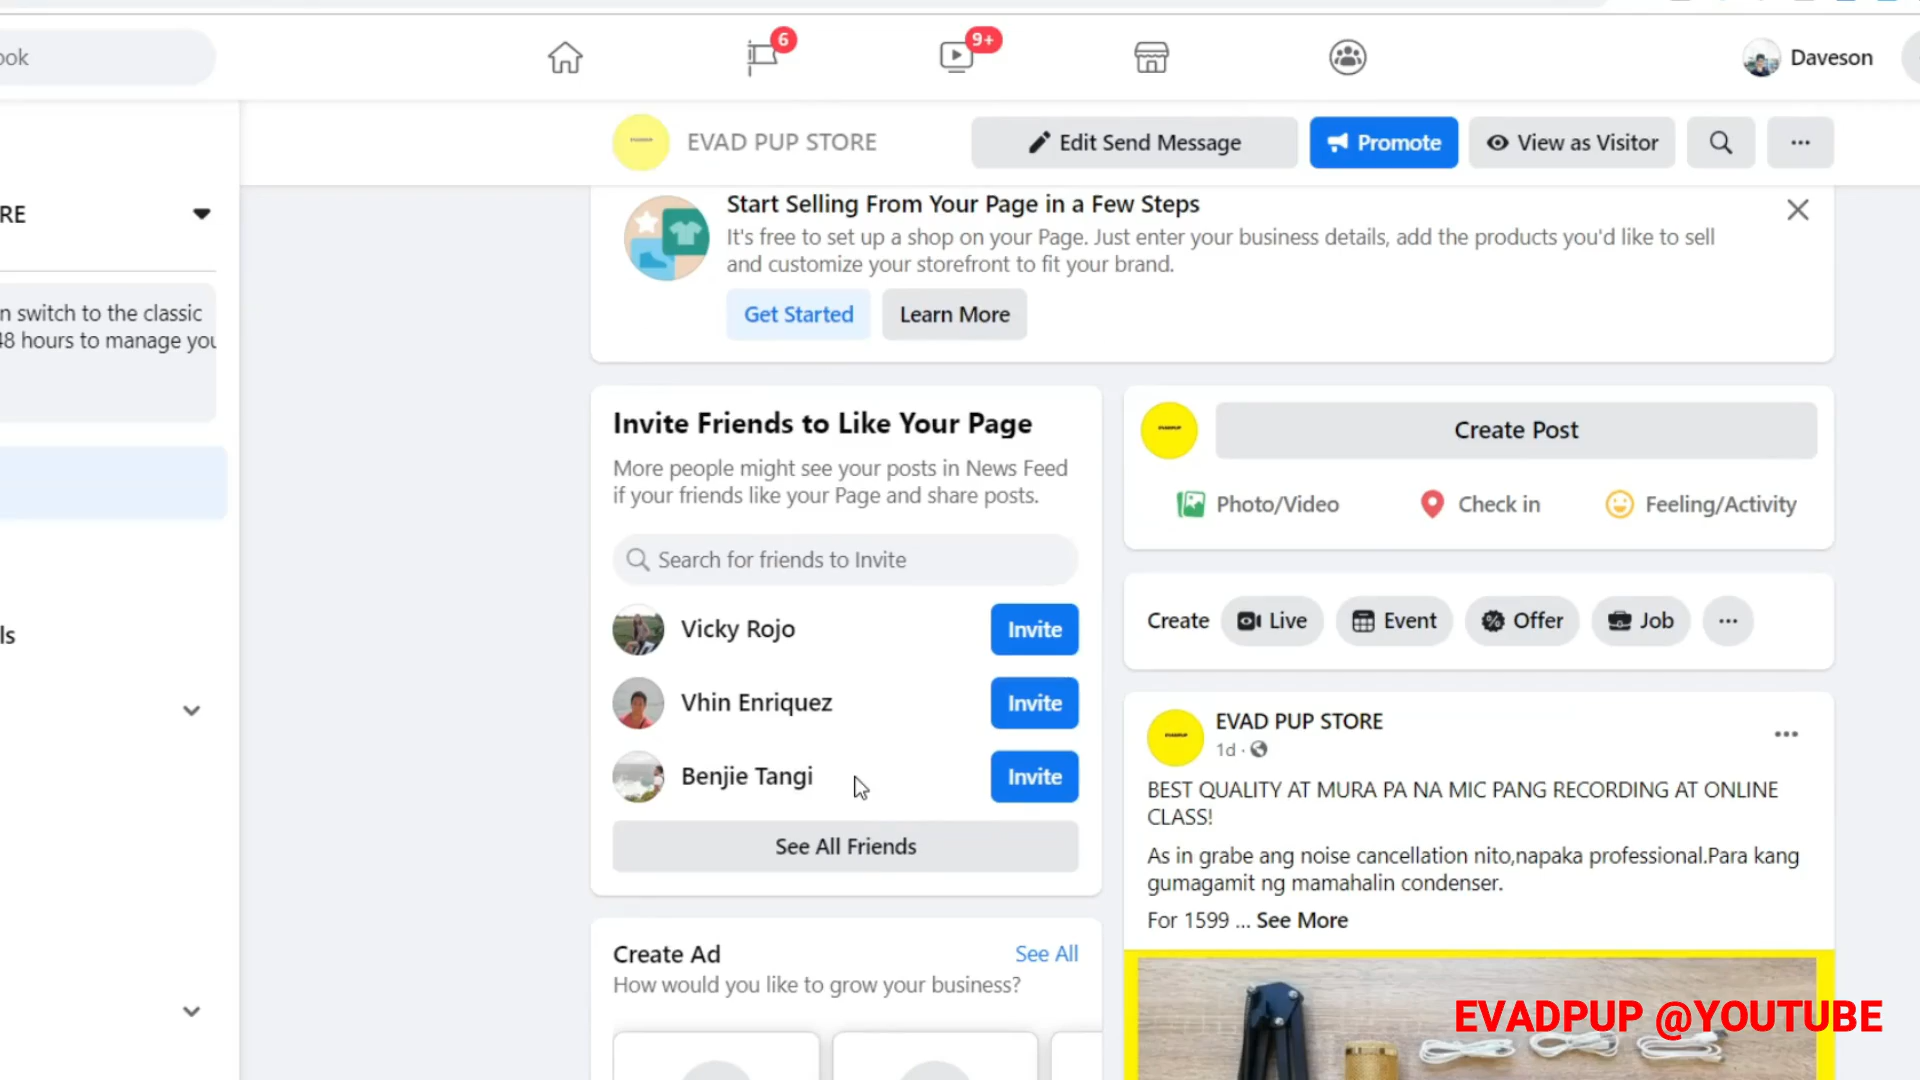 ook
6
9+
Daveson
EVAD PUP STORE
Edit Send Message
Promote
View as Visitor
RE
Start Selling From Your Page in a Few Steps
It's free to set up a shop on your Page. Just enter your business details, add the products you'd like to sell
and customize your storefront to fit your brand.
Get Started
Learn More
n switch to the classic
48 hours to manage you
Invite Friends to Like Your Page
More people might see your posts in News Feed
if your friends like your Page and share posts.
Search for friends to Invite
Vicky Rojo
Invite
Vhin Enriquez
Invite
Benjie Tangi
Invite
See All Friends
ls
Create Ad
See All
How would you like to grow your business?
Create Post
Photo/Video
Check in
Feeling/Activity
Create
Live
Event
Offer
Job
EVADPUP
EVAD PUP STORE
1d ·
BEST QUALITY AT MURA PA NA MIC PANG RECORDING AT ONLINE
CLASS!
As in grabe ang noise cancellation nito,napaka professional.Para kang
gumagamit ng mamahalin condenser.
For 1599 ... See More
EVADPUP @YOUTUBE